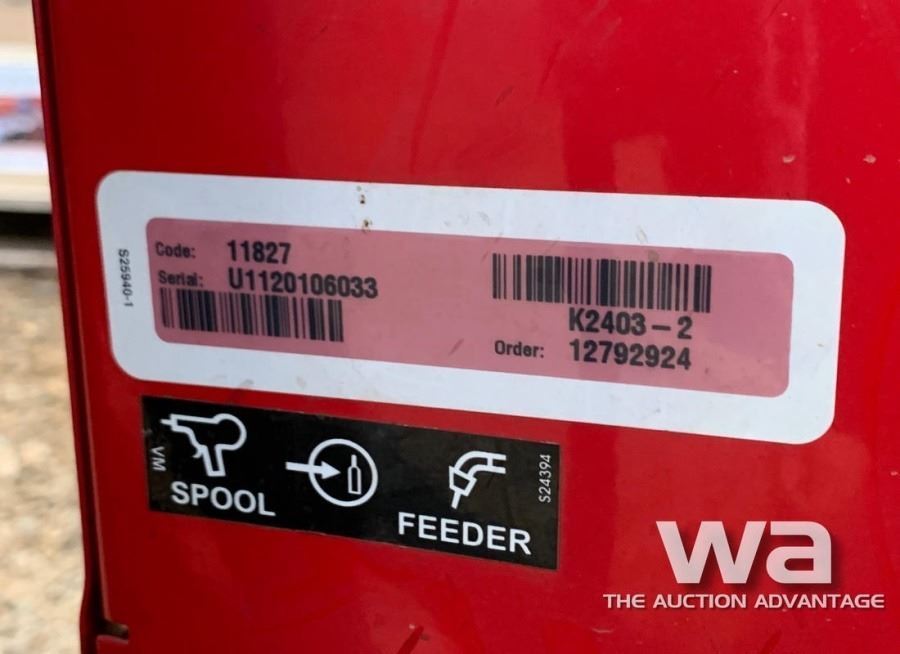 S25940-1
Code: 11827
Serial: U1120106033
K2403-2
Order: 12792924
VM
SPOOL
FEEDER
S24394
wa
THE AUCTION ADVANTAGE